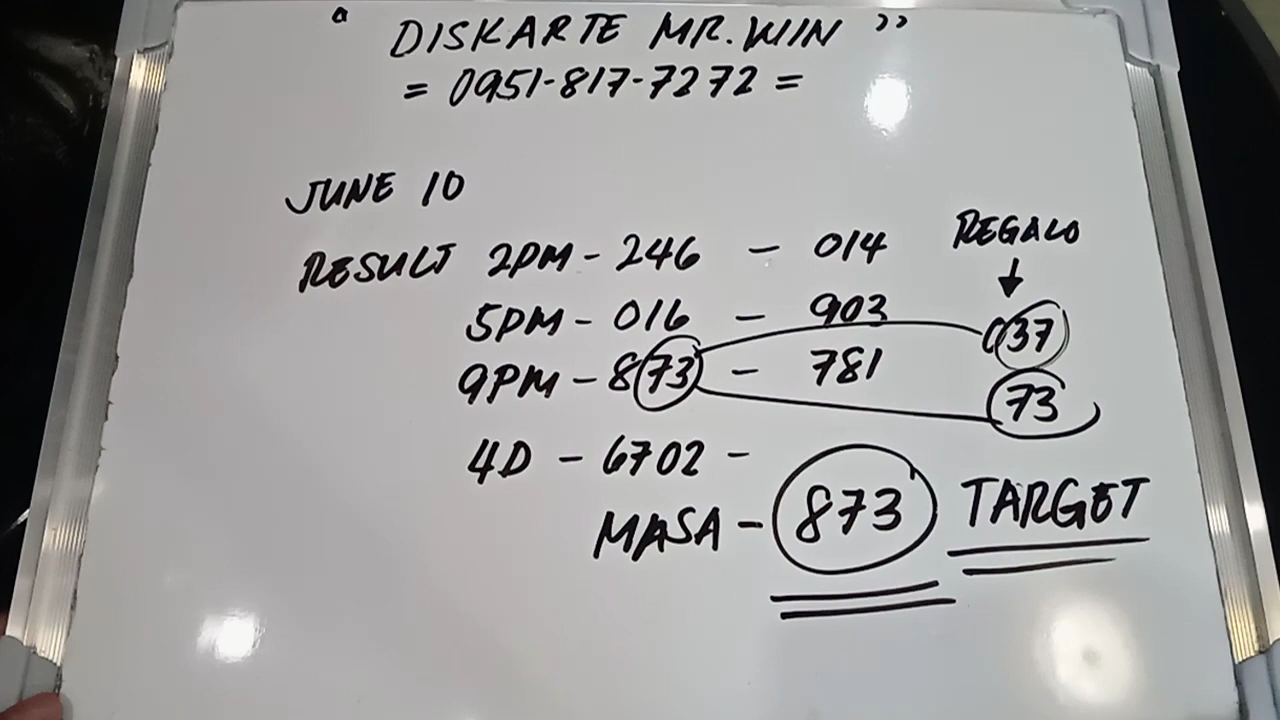 " DISKARTE MR. WIN "
= 0951-817-7272 =
JUNE 10
REGALO
RESULT 2PM - 246 - 014
5PM - 016 - 903 037
9PM - 873 - 781 73
4D - 6702 -
MASA - 873 TARGET